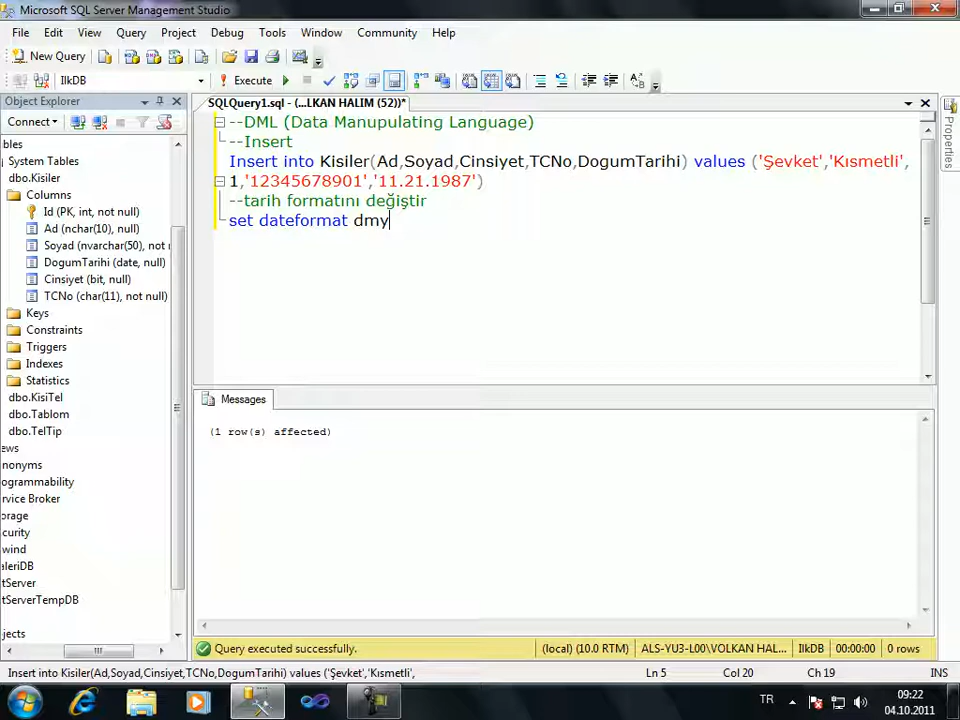 Microsoft SQL Server Management Studio
File Edit View Query Project Debug Tools Window Community Help
New Query
IlkDB Execute
Object Explorer
Connect
SQLQuery1.sql - (...LKAN HALIM (52))*
Properties
bles
System Tables
dbo.Kisiler
Columns
Id (PK, int, not null)
Ad (nchar(10), null)
Soyad (nvarchar(50), not r
DogumTarihi (date, null)
Cinsiyet (bit, null)
TCNo (char(11), not null)
Keys
Constraints
Triggers
Indexes
Statistics
dbo.KisiTel
dbo.Tablom
dbo.TelTip
ews
nonyms
ogrammability
rvice Broker
orage
curity
wind
aleriDB
tServer
tServerTempDB
jects
--DML (Data Manupulating Language)
--Insert
Insert into Kisiler(Ad,Soyad,Cinsiyet,TCNo,DogumTarihi) values ('Şevket','Kısmetli',
1,'12345678901','11.21.1987')
--tarih formatını değiştir
set dateformat dmy
Messages
(1 row(s) affected)
Query executed successfully. (local) (10.0 RTM) ALS-YU3-L00\VOLKAN HAL... IlkDB 00:00:00 0 rows
Insert into Kisiler(Ad,Soyad,Cinsiyet,TCNo,DogumTarihi) values ('Şevket','Kısmetli', Ln 5 Col 20 Ch 19 INS
TR 09:22
04.10.2011